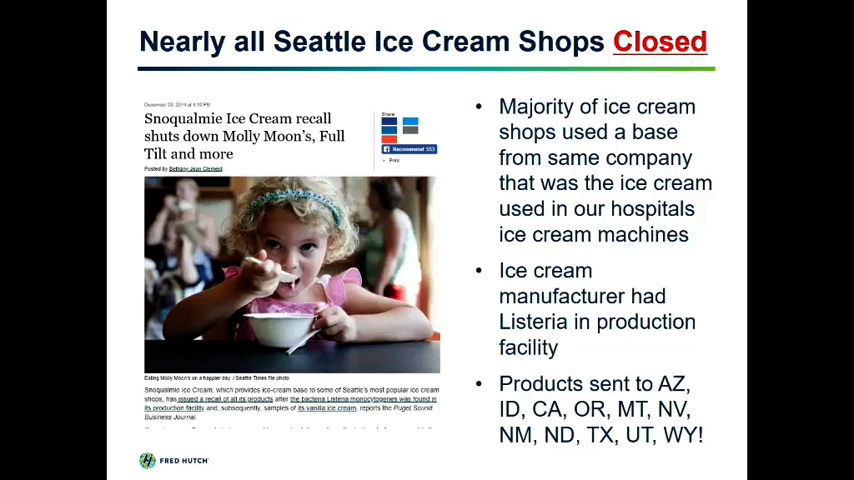 Nearly all Seattle Ice Cream Shops Closed
December 23, 2014 at 4:10 PM
Snoqualmie Ice Cream recall
shuts down Molly Moon's, Full
Tilt and more
Posted by Bethany Jean Clement
Share:
Recommend 553
Print
Eating Molly Moon's on a happier day. / Seattle Times file photo
Snoqualmie Ice Cream, which provides ice-cream base to some of Seattle's most popular ice cream
shops, has issued a recall of all its products after the bacteria Listeria monocytogenes was found in
its production facility and, subsequently, samples of its vanilla ice cream, reports the Puget Sound
Business Journal.
• Majority of ice cream
shops used a base
from same company
that was the ice cream
used in our hospitals
ice cream machines
• Ice cream
manufacturer had
Listeria in production
facility
• Products sent to AZ,
ID, CA, OR, MT, NV,
NM, ND, TX, UT, WY!
FRED HUTCH